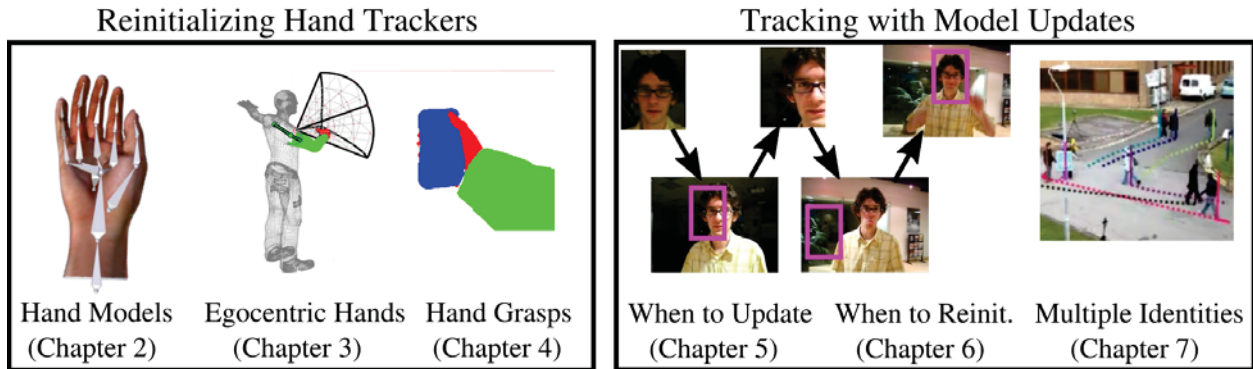 Reinitializing Hand Trackers
Hand Models
(Chapter 2)
Egocentric Hands
(Chapter 3)
Hand Grasps
(Chapter 4)
Tracking with Model Updates
When to Update
(Chapter 5)
When to Reinit.
(Chapter 6)
Multiple Identities
(Chapter 7)